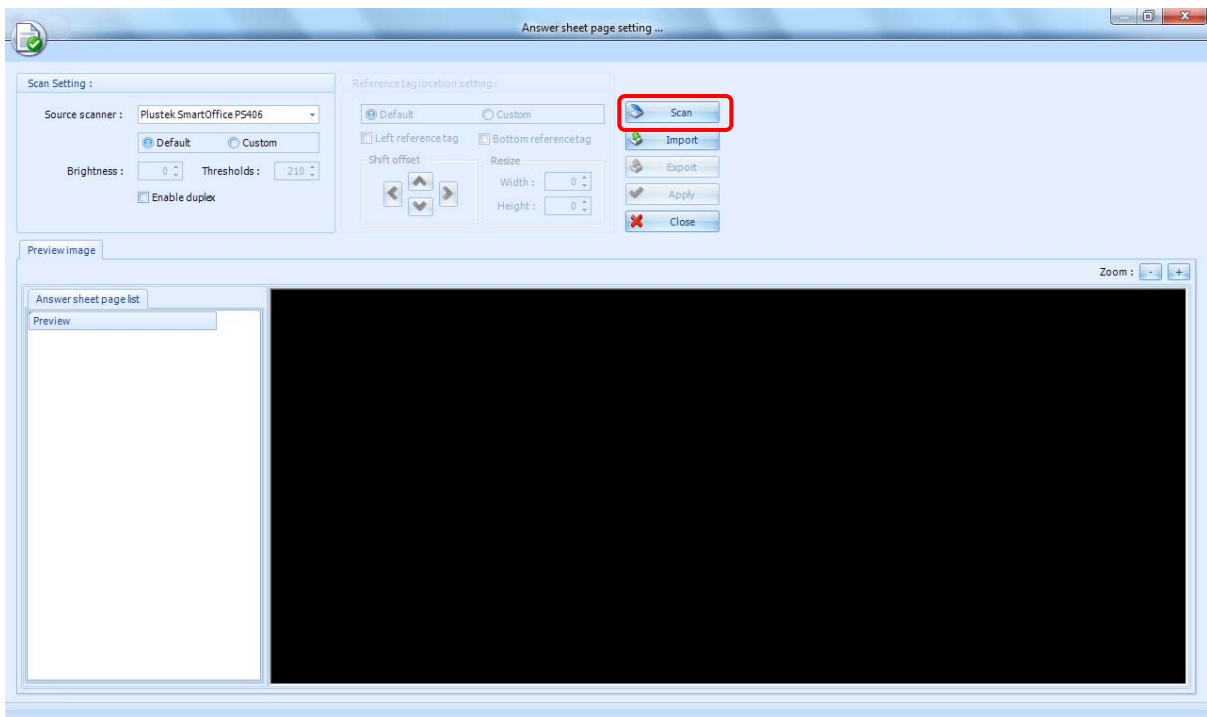 Answer sheet page setting ...
Scan Setting :
Source scanner : Plustek SmartOffice PS406
Default Custom
Brightness : 0 Thresholds : 210
Enable duplex
Reference tag location setting :
Default Custom
Left reference tag Bottom reference tag
Shift offset Resize
Width : 0
Height : 0
Scan
Import
Export
Apply
Close
Preview image
Zoom : - +
Answer sheet page list
Preview